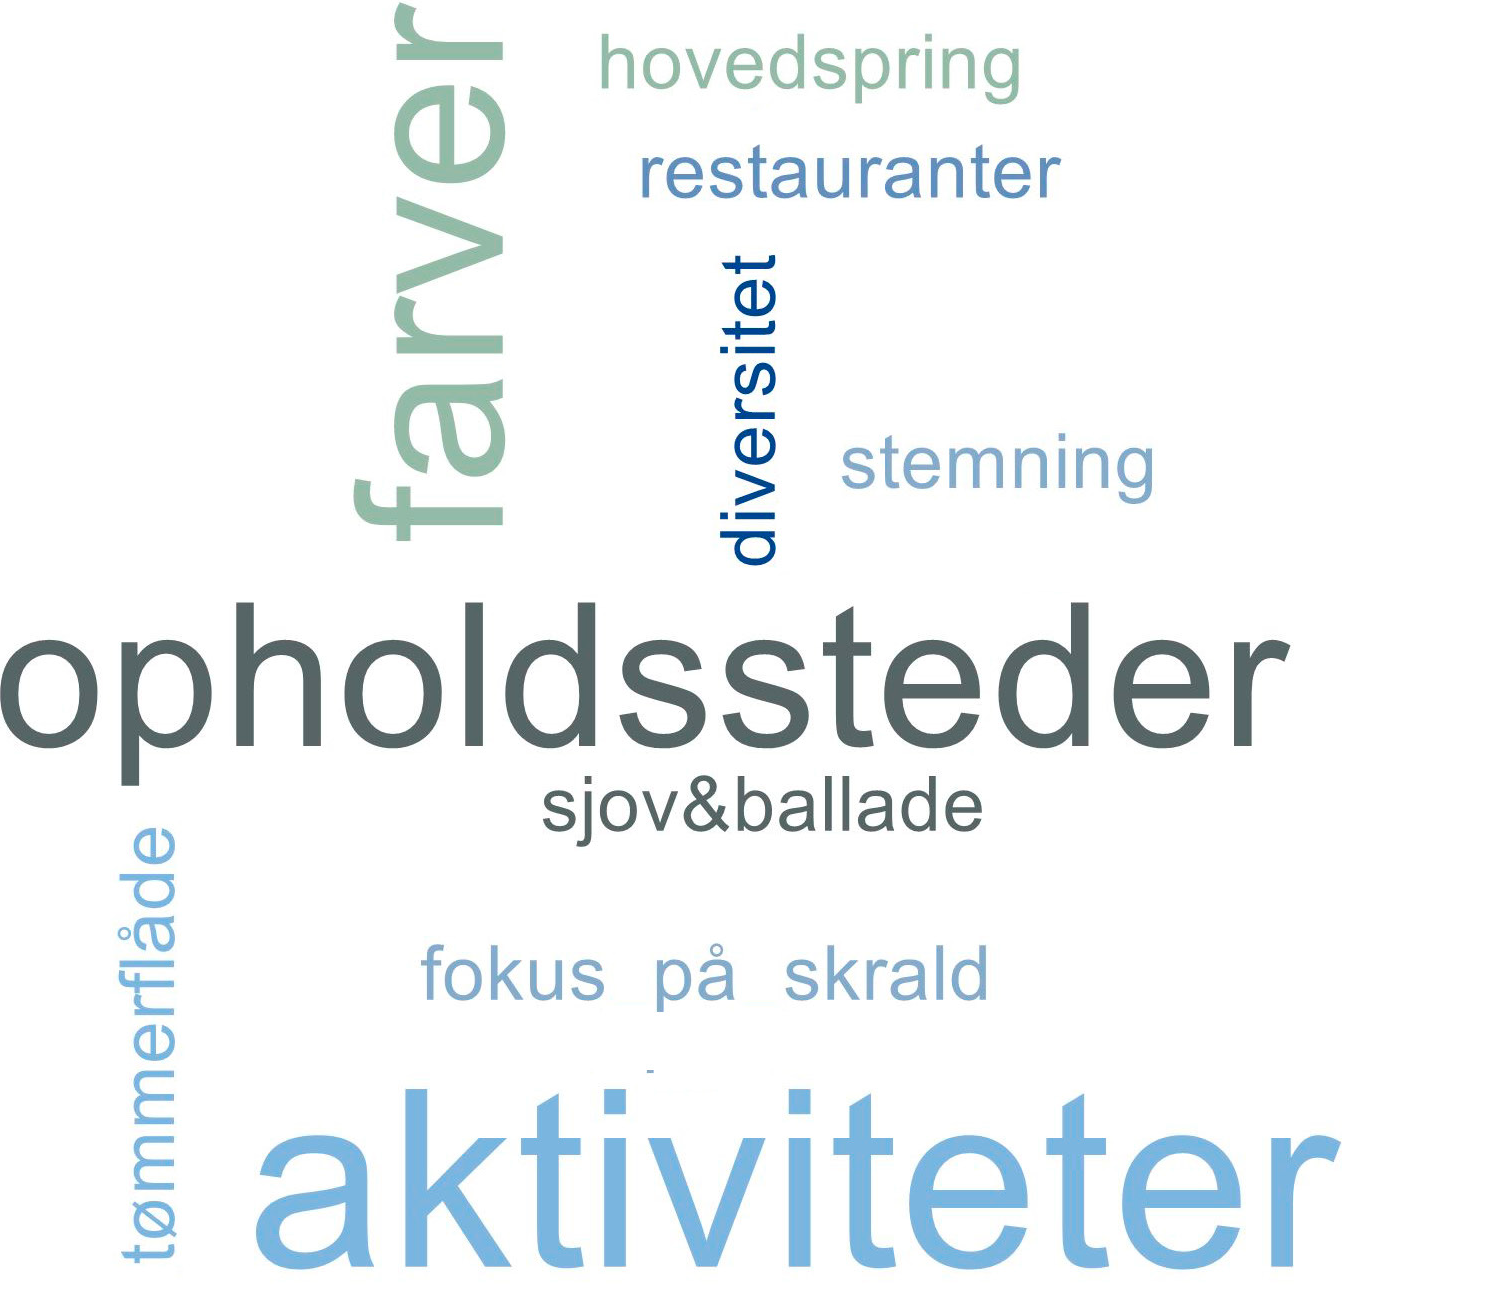 farver
hovedspring
restauranter
diversitet
stemning
opholdssteder
sjov&ballade
tømmerflåde
fokus på skrald
-
aktiviteter